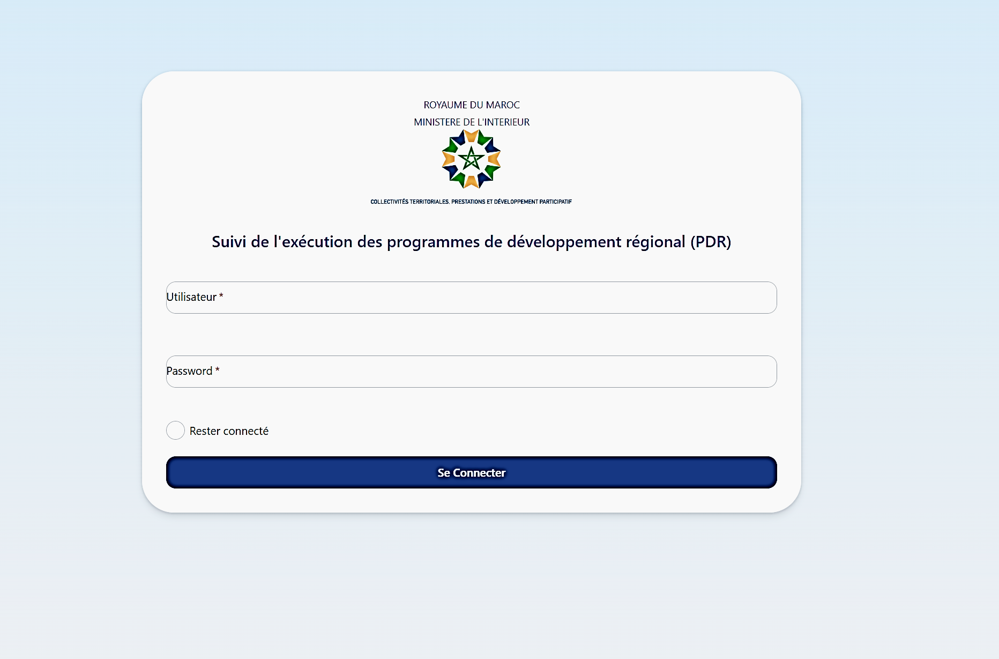 ROYAUME DU MAROC
MINISTERE DE L'INTERIEUR
COLLECTIVITÉS TERRITORIALES, PRESTATIONS ET DÉVELOPPEMENT PARTICIPATIF
Suivi de l'exécution des programmes de développement régional (PDR)
Utilisateur *
Password *
Rester connecté
Se Connecter